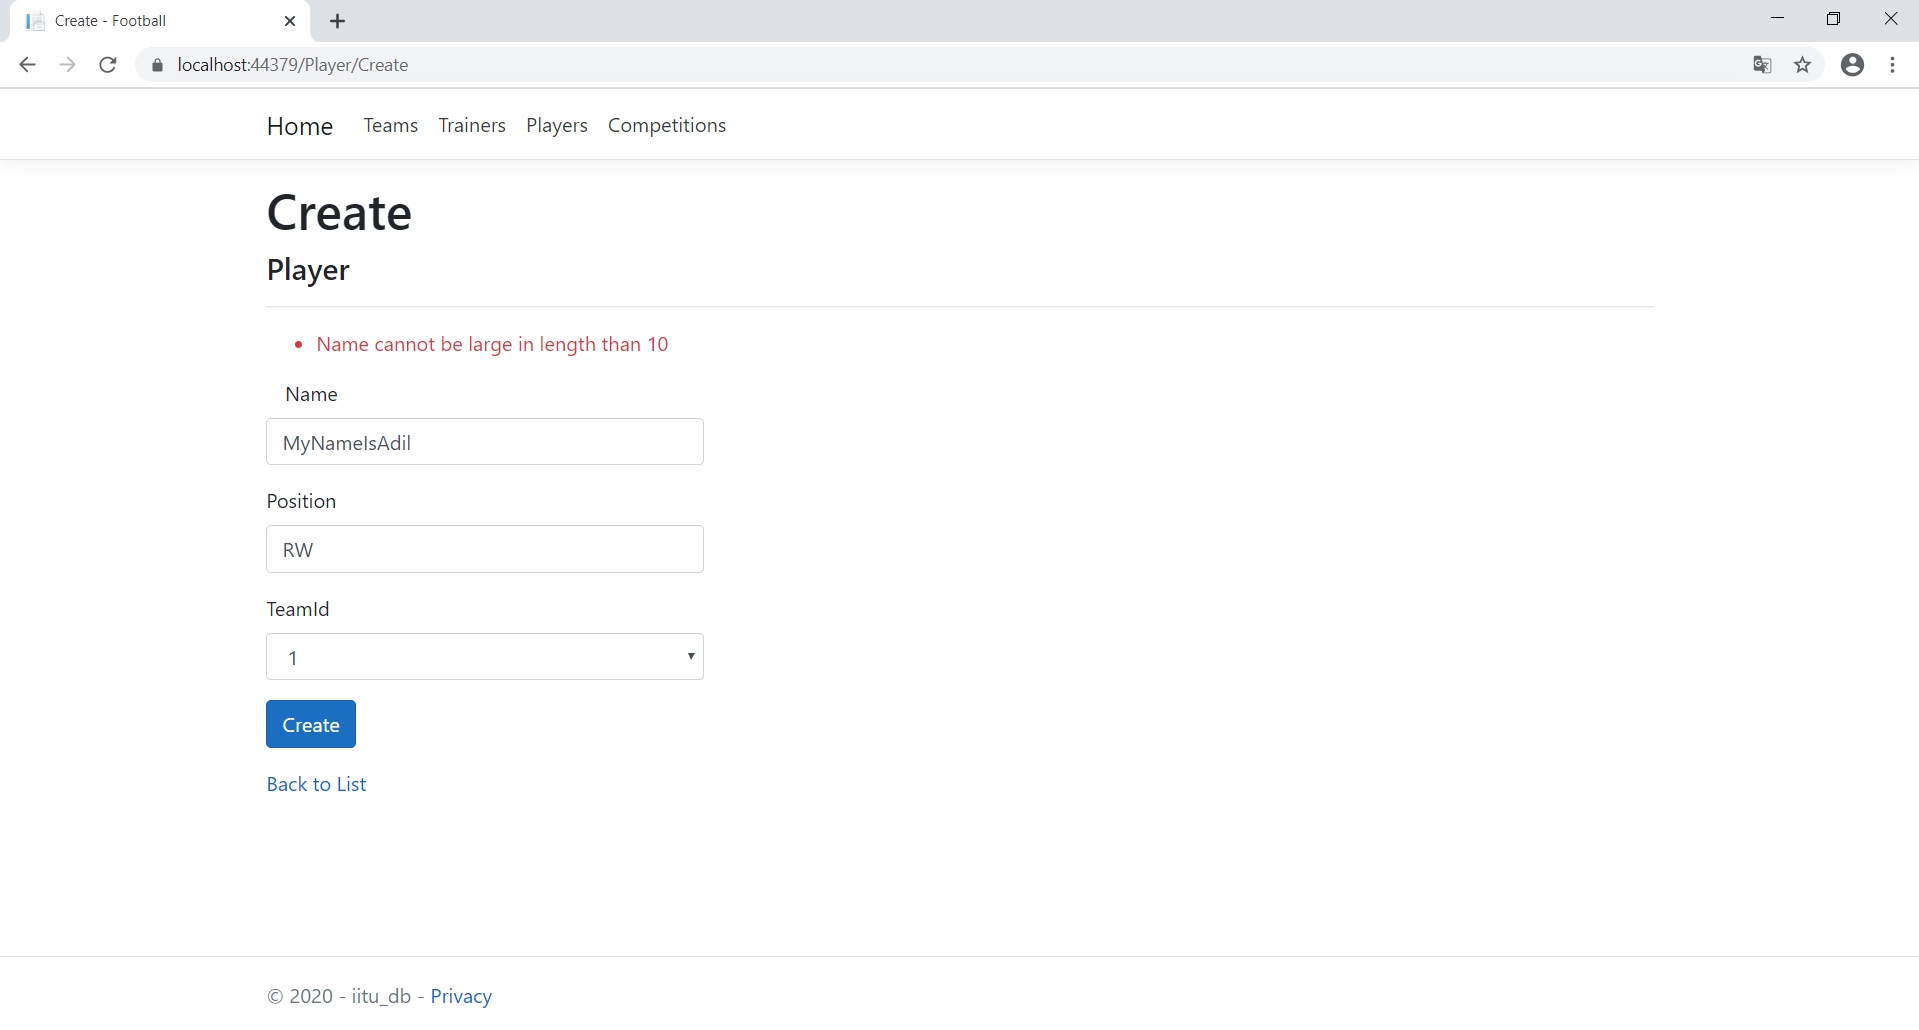 Create - Football
localhost:44379/Player/Create
Home Teams Trainers Players Competitions
Create
Player
• Name cannot be large in length than 10
Name
MyNameIsAdil
Position
RW
TeamId
1
Create
Back to List
© 2020 - iitu_db - Privacy